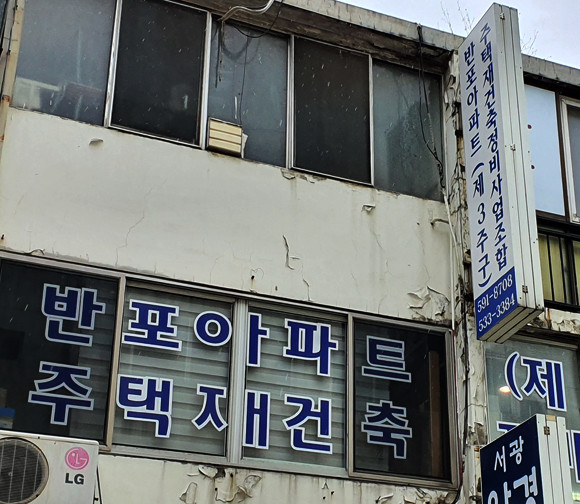 반포아파트
주택재건축
반포아파트 (제3주구)
주택재건축정비사업조합
591-8708
533-3384
(제
서광
안경
LG